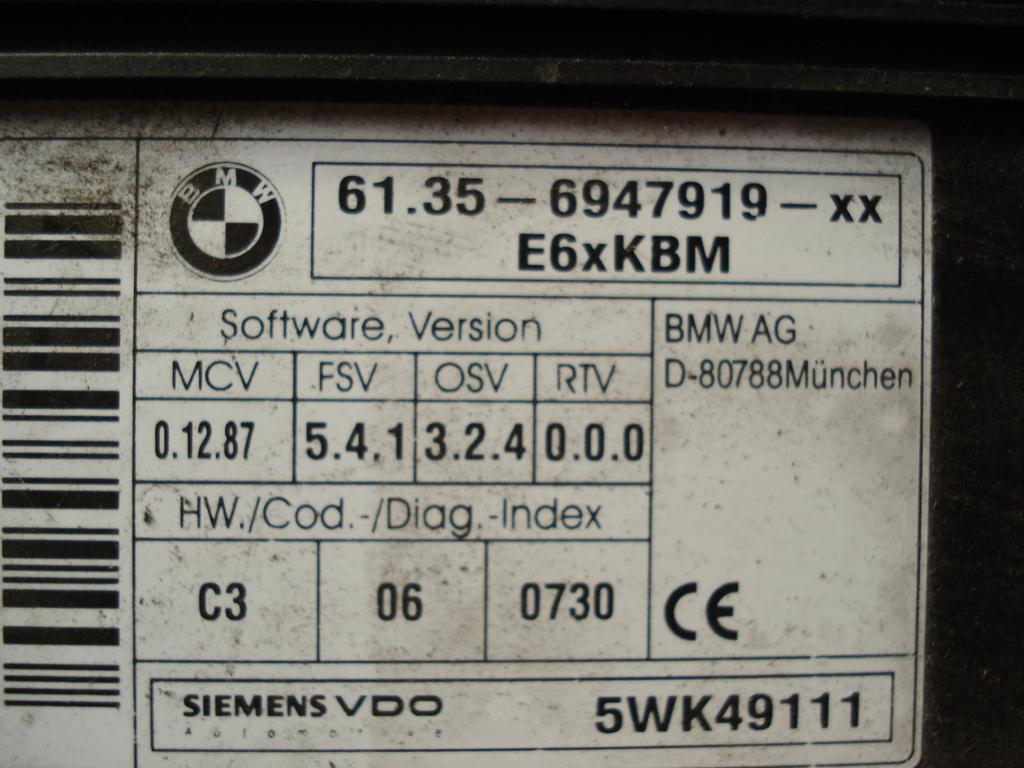 BMW
61.35-6947919-xx
E6xKBM
Software, Version
BMW AG
D-80788München
MCV FSV OSV RTV
0.12.87 5.4.1 3.2.4 0.0.0
HW./Cod.-/Diag.-Index
C3 06 0730
CE
SIEMENS VDO
Automotive
5WK49111